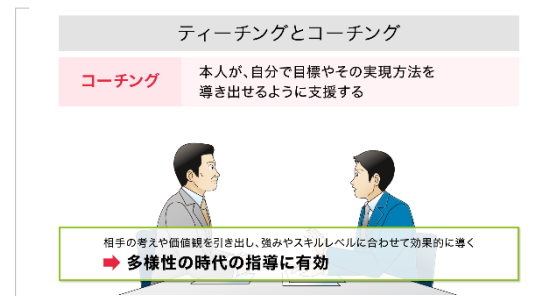 ティーチングとコーチング
コーチング
本人が、自分で目標やその実現方法を
導き出せるように支援する
相手の考えや価値観を引き出し、強みやスキルレベルに合わせて効果的に導く
➡ 多様性の時代の指導に有効